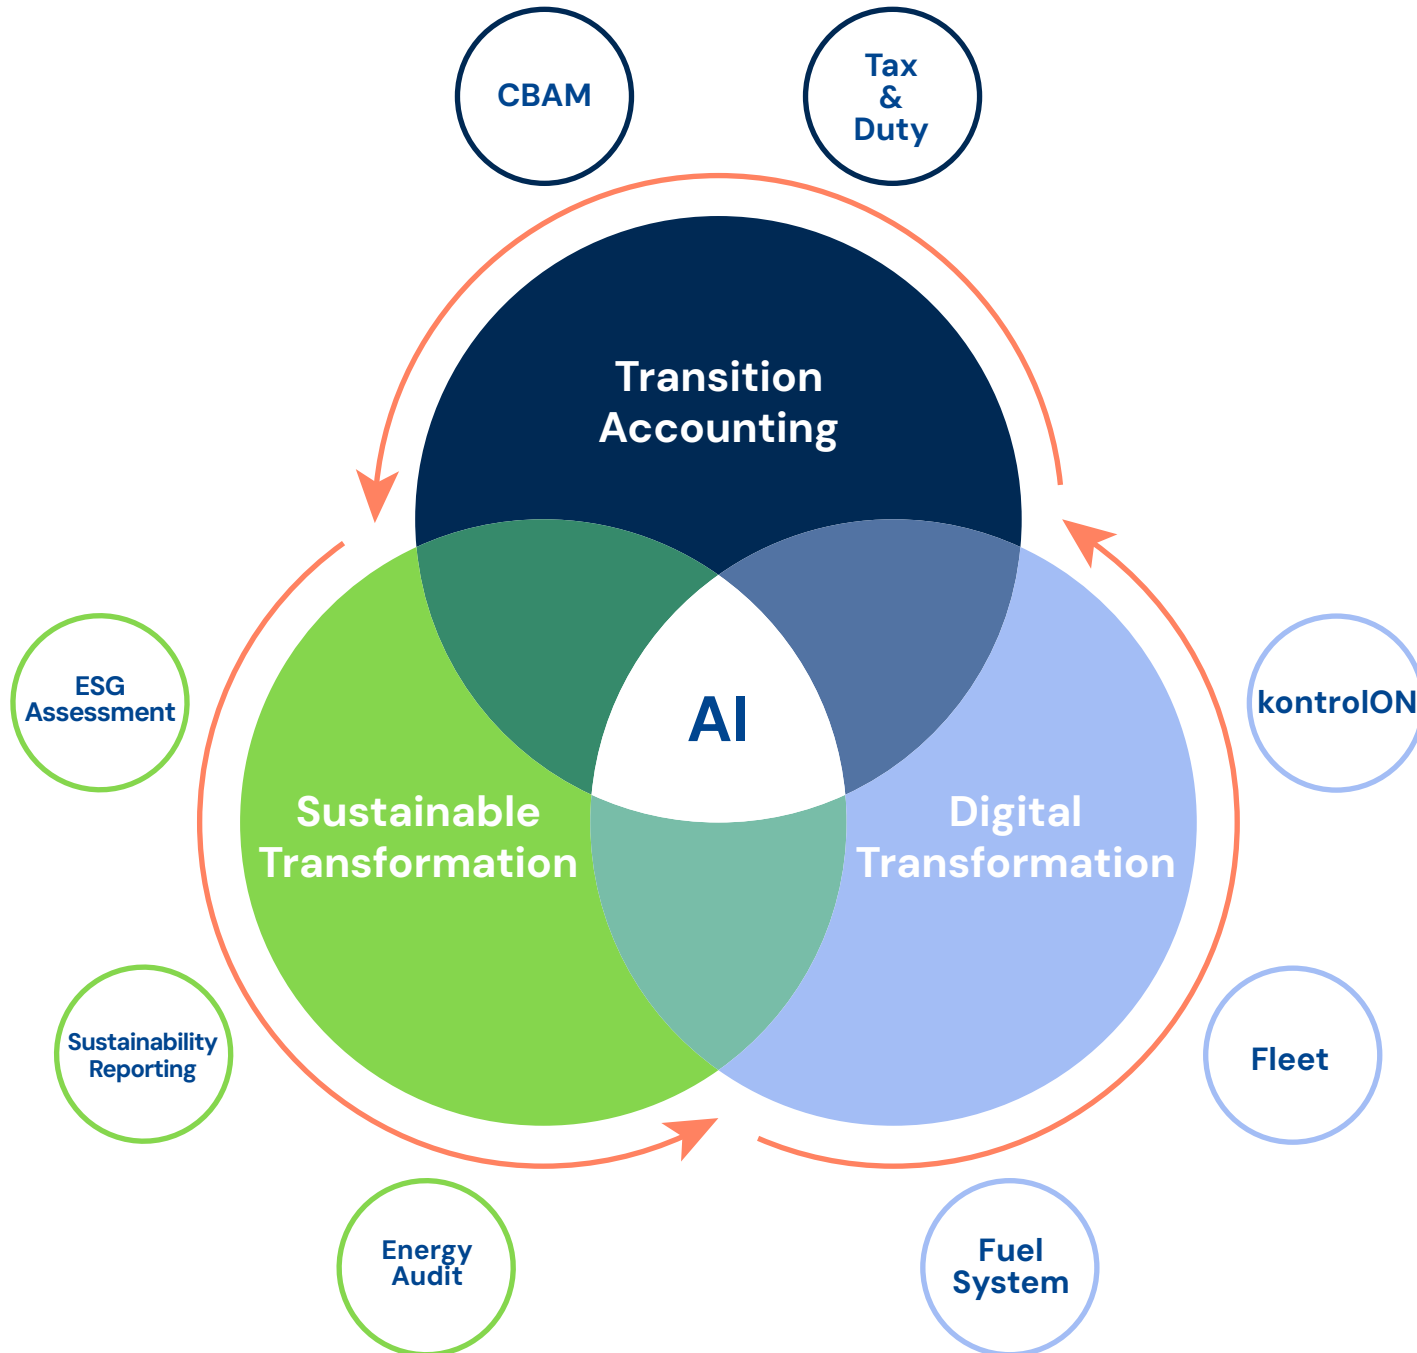 CBAM
Tax
&
Duty
Transition
Accounting
ESG
Assessment
AI
kontrolON
Sustainable
Transformation
Digital
Transformation
Sustainability
Reporting
Fleet
Energy
Audit
Fuel
System